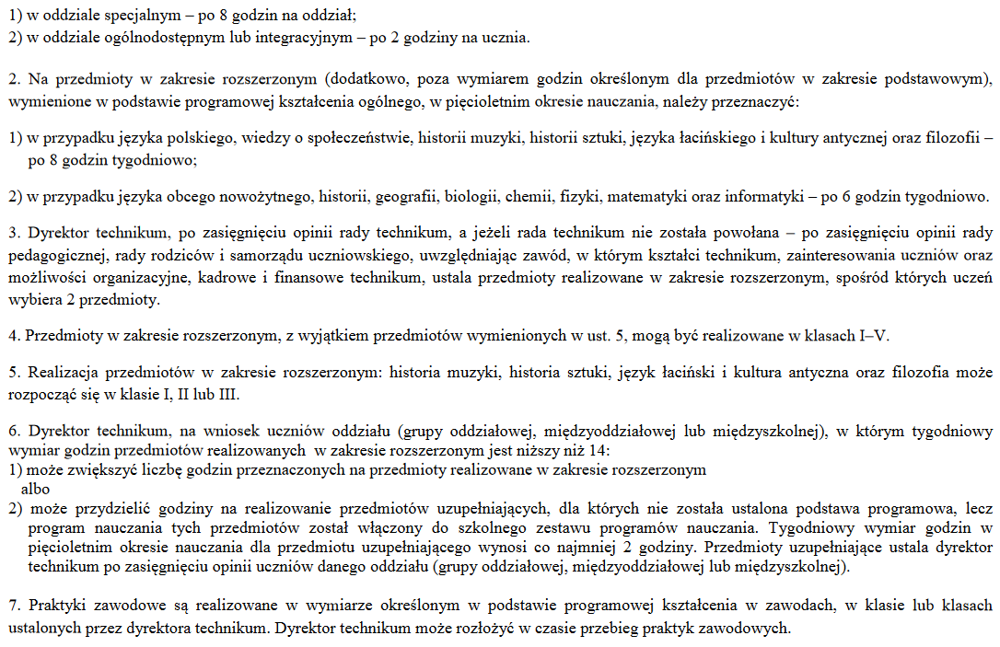 1) w oddziale specjalnym – po 8 godzin na oddział;
2) w oddziale ogólnodostępnym lub integracyjnym – po 2 godziny na ucznia.
2. Na przedmioty w zakresie rozszerzonym (dodatkowo, poza wymiarem godzin określonym dla przedmiotów w zakresie podstawowym),
wymienione w podstawie programowej kształcenia ogólnego, w pięcioletnim okresie nauczania, należy przeznaczyć:
1) w przypadku języka polskiego, wiedzy o społeczeństwie, historii muzyki, historii sztuki, języka łacińskiego i kultury antycznej oraz filozofii –
po 8 godzin tygodniowo;
2) w przypadku języka obcego nowożytnego, historii, geografii, biologii, chemii, fizyki, matematyki oraz informatyki – po 6 godzin tygodniowo.
3. Dyrektor technikum, po zasięgnięciu opinii rady technikum, a jeżeli rada technikum nie została powołana – po zasięgnięciu opinii rady
pedagogicznej, rady rodziców i samorządu uczniowskiego, uwzględniając zawód, w którym kształci technikum, zainteresowania uczniów oraz
możliwości organizacyjne, kadrowe i finansowe technikum, ustala przedmioty realizowane w zakresie rozszerzonym, spośród których uczeń
wybiera 2 przedmioty.
4. Przedmioty w zakresie rozszerzonym, z wyjątkiem przedmiotów wymienionych w ust. 5, mogą być realizowane w klasach I–V.
5. Realizacja przedmiotów w zakresie rozszerzonym: historia muzyki, historia sztuki, język łaciński i kultura antyczna oraz filozofia może
rozpocząć się w klasie I, II lub III.
6. Dyrektor technikum, na wniosek uczniów oddziału (grupy oddziałowej, międzyoddziałowej lub międzyszkolnej), w którym tygodniowy
wymiar godzin przedmiotów realizowanych w zakresie rozszerzonym jest niższy niż 14:
1) może zwiększyć liczbę godzin przeznaczonych na przedmioty realizowane w zakresie rozszerzonym
albo
2) może przydzielić godziny na realizowanie przedmiotów uzupełniających, dla których nie została ustalona podstawa programowa, lecz
program nauczania tych przedmiotów został włączony do szkolnego zestawu programów nauczania. Tygodniowy wymiar godzin w
pięcioletnim okresie nauczania dla przedmiotu uzupełniającego wynosi co najmniej 2 godziny. Przedmioty uzupełniające ustala dyrektor
technikum po zasięgnięciu opinii uczniów danego oddziału (grupy oddziałowej, międzyoddziałowej lub międzyszkolnej).
7. Praktyki zawodowe są realizowane w wymiarze określonym w podstawie programowej kształcenia w zawodach, w klasie lub klasach
ustalonych przez dyrektora technikum. Dyrektor technikum może rozłożyć w czasie przebieg praktyk zawodowych.